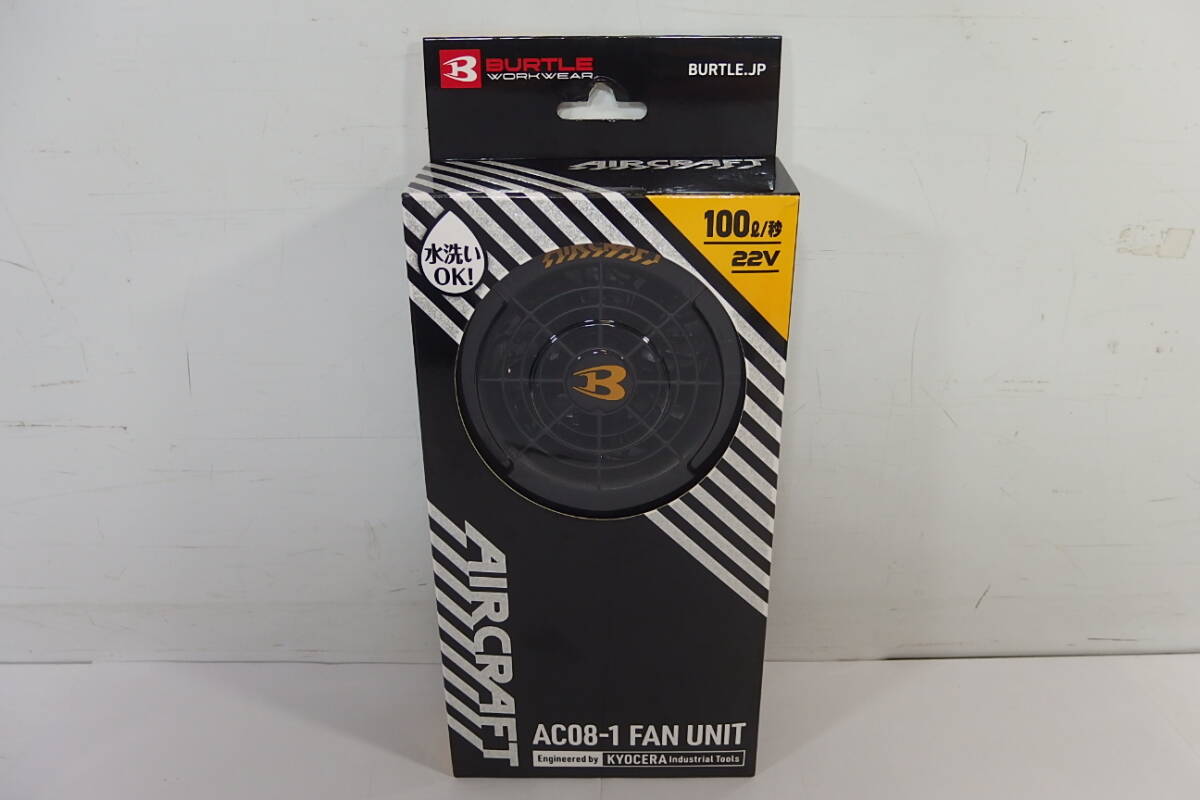 BURTLE
WORKWEAR
BURTLE.JP
AIRCRAFT
水洗い
OK!
100ℓ/秒
22V
AIRCRAFT
B
AIRCRAFT
AC08-1 FAN UNIT
Engineered by KYOCERA Industrial Tools